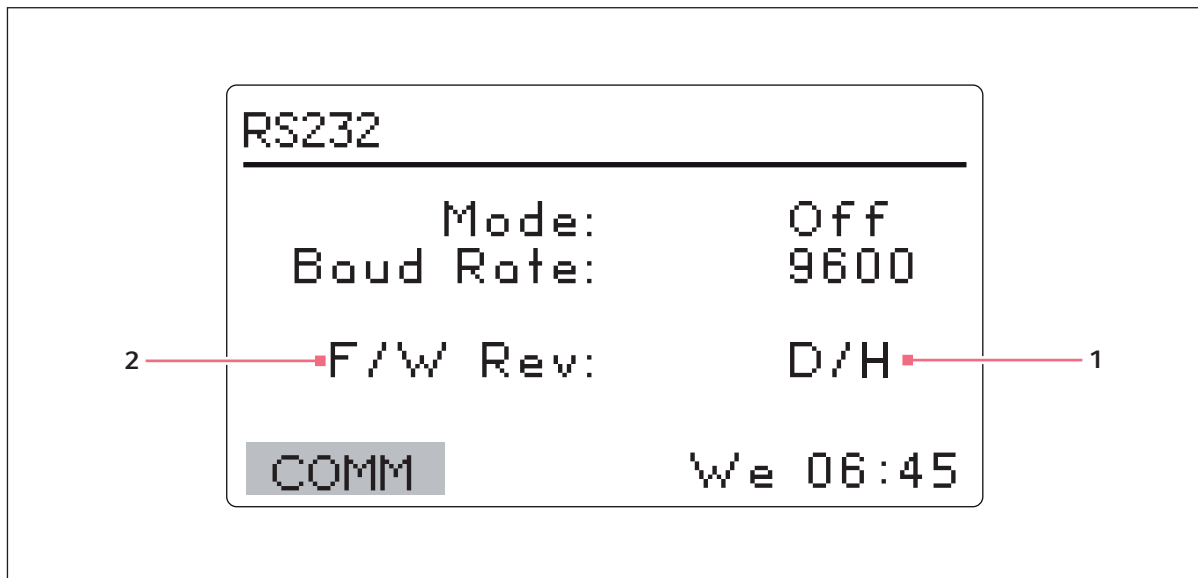 RS232
Mode: Off
Baud Rate: 9600
2 F/W Rev: D/H 1
COMM We 06:45